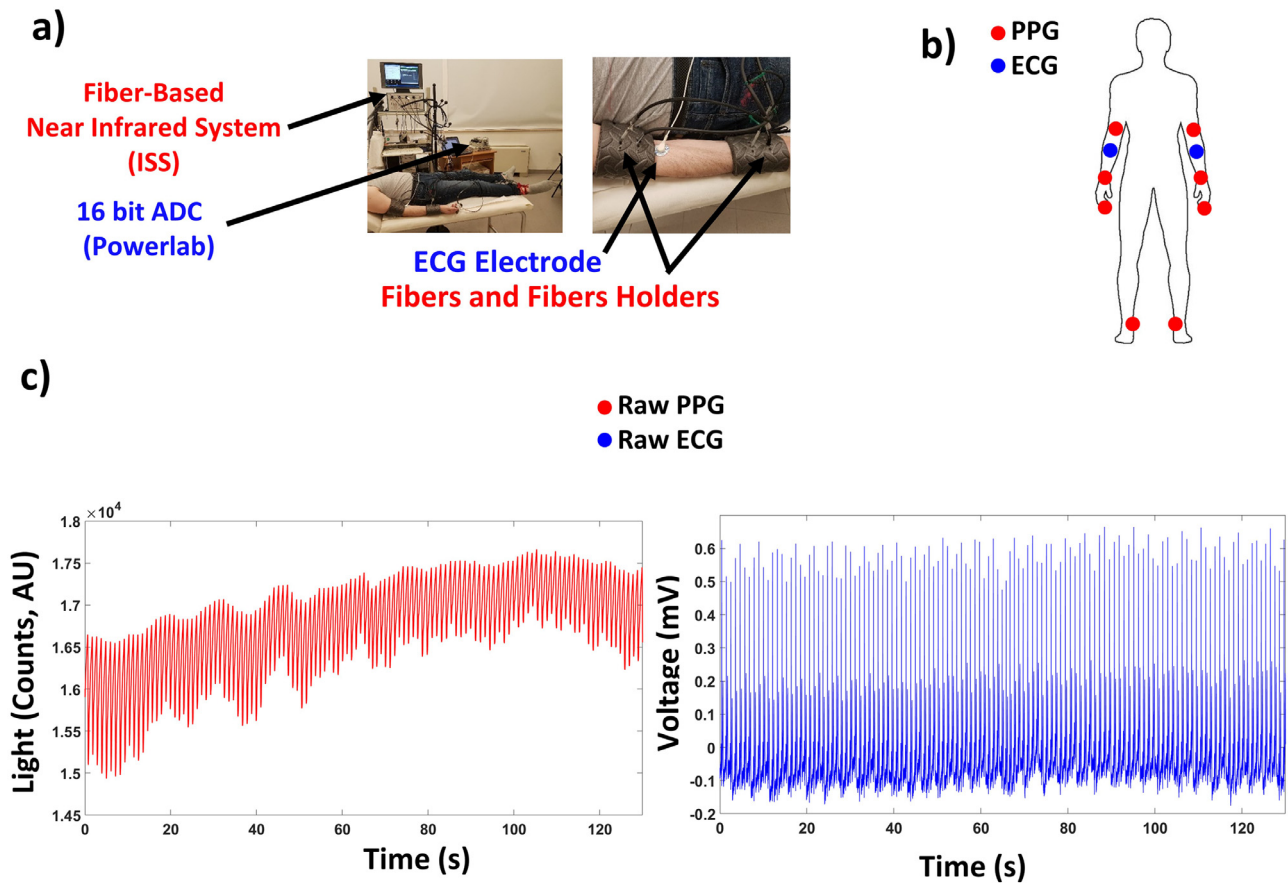 a)
Fiber-Based
Near Infrared System
(ISS)
16 bit ADC
(Powerlab)
ECG Electrode
Fibers and Fibers Holders
b)
PPG
ECG
c)
Raw PPG
Raw ECG
×10⁴
1.8
1.75
1.7
1.65
1.6
1.55
1.5
1.45
Light (Counts, AU)
0 20 40 60 80 100 120
Time (s)
0.6
0.5
0.4
0.3
0.2
0.1
0
-0.1
-0.2
Voltage (mV)
0 20 40 60 80 100 120
Time (s)